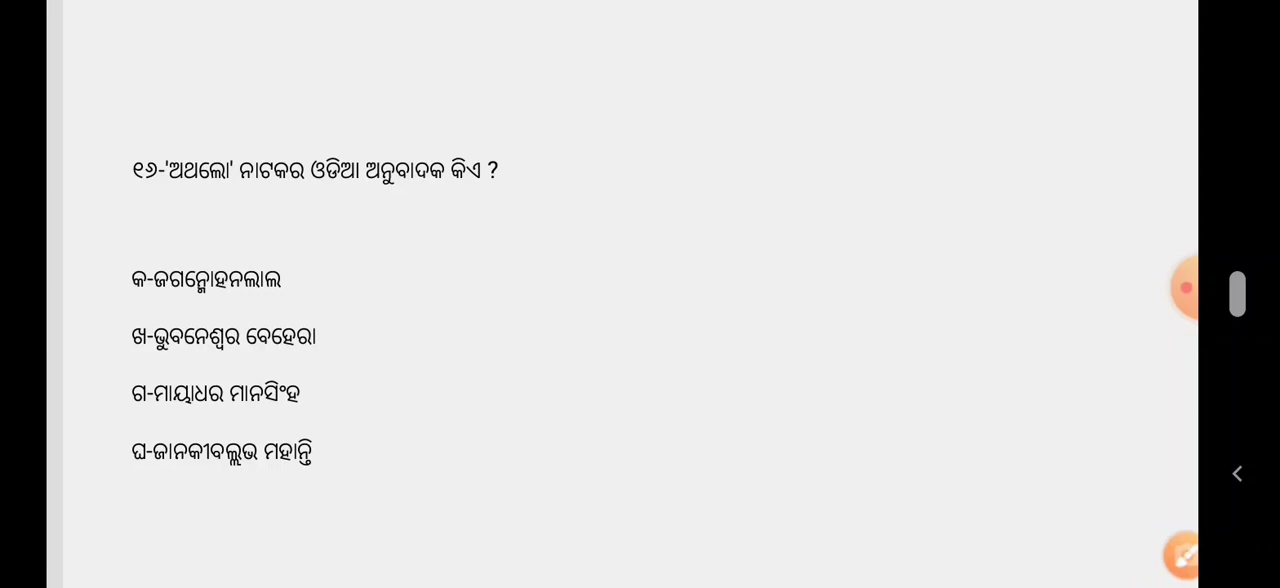 ୧୬-'ଅଥଲୋ' ନାଟକର ଓଡିଆ ଅନୁବାଦକ କିଏ ?
କ-ଜଗନ୍ମୋହନଲାଲ
ଖ-ଭୁବନେଶ୍ୱର ବେହେରା
ଗ-ମାୟାଧର ମାନସିଂହ
ଘ-ଜାନକୀବଲ୍ଲଭ ମହାନ୍ତି